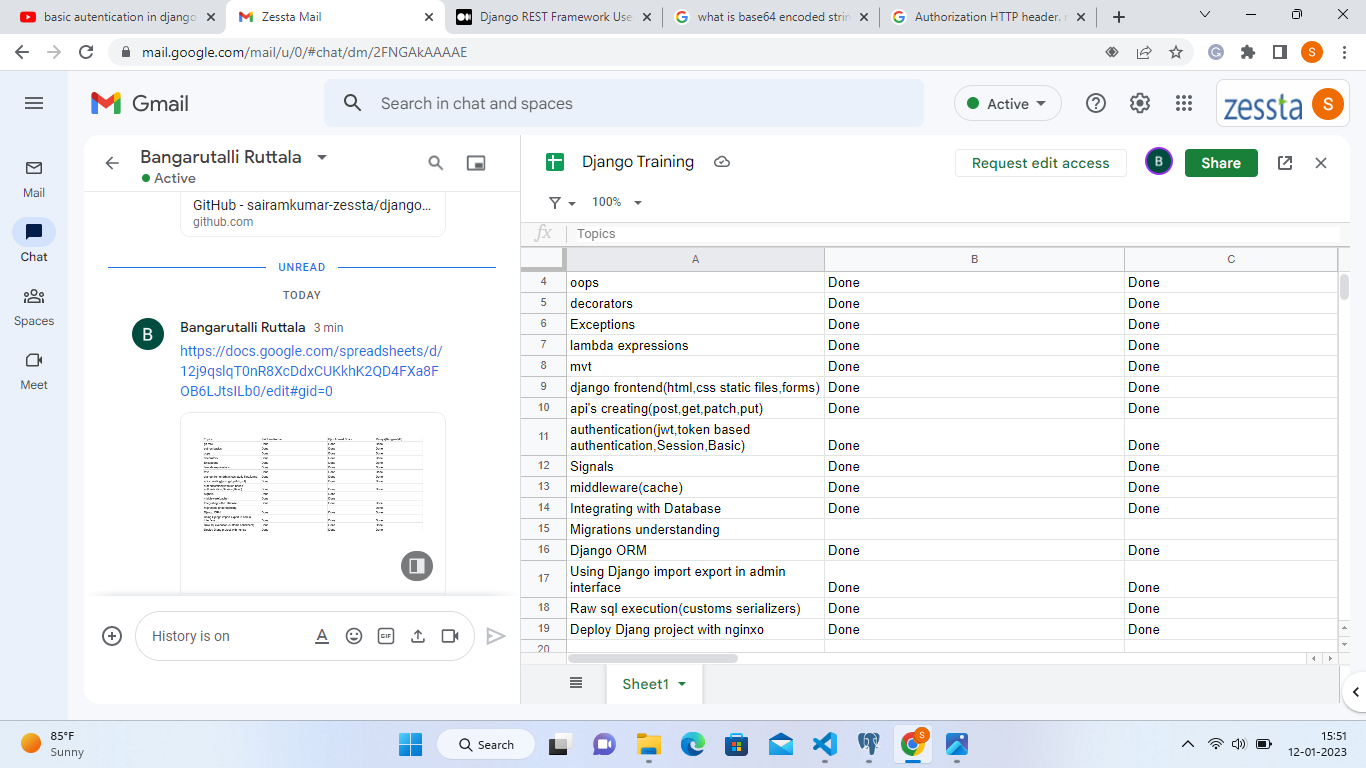 basic autentication in django
Zessta Mail
Django REST Framework Use
what is base64 encoded strin
Authorization HTTP header.
mail.google.com/mail/u/0/#chat/dm/2FNGAkAAAAE
S
Gmail
Search in chat and spaces
Active
zessta
S
Mail
Chat
Spaces
Meet
Bangarutalli Ruttala
Active
GitHub - sairamkumar-zessta/django...
github.com
UNREAD
TODAY
B
Bangarutalli Ruttala 3 min
https://docs.google.com/spreadsheets/d/
12j9qslqT0nR8XcDdxCUKkhK2QD4FXa8F
OB6LJtsILb0/edit#gid=0
History is on
GIF
Django Training
Request edit access
B
Share
100%
fx Topics
A B C
4 oops Done Done
5 decorators Done Done
6 Exceptions Done Done
7 lambda expressions Done Done
8 mvt Done Done
9 django frontend(html,css static files,forms) Done Done
10 api's creating(post,get,patch,put) Done Done
authentication(jwt,token based
11 authentication,Session,Basic) Done Done
12 Signals Done Done
13 middleware(cache) Done Done
14 Integrating with Database Done Done
15 Migrations understanding
16 Django ORM Done Done
Using Django import export in admin
17 interface Done Done
18 Raw sql execution(customs serializers) Done Done
19 Deploy Djang project with nginxo Done Done
20
Sheet1
85°F
Sunny
Search
S
15:51
12-01-2023